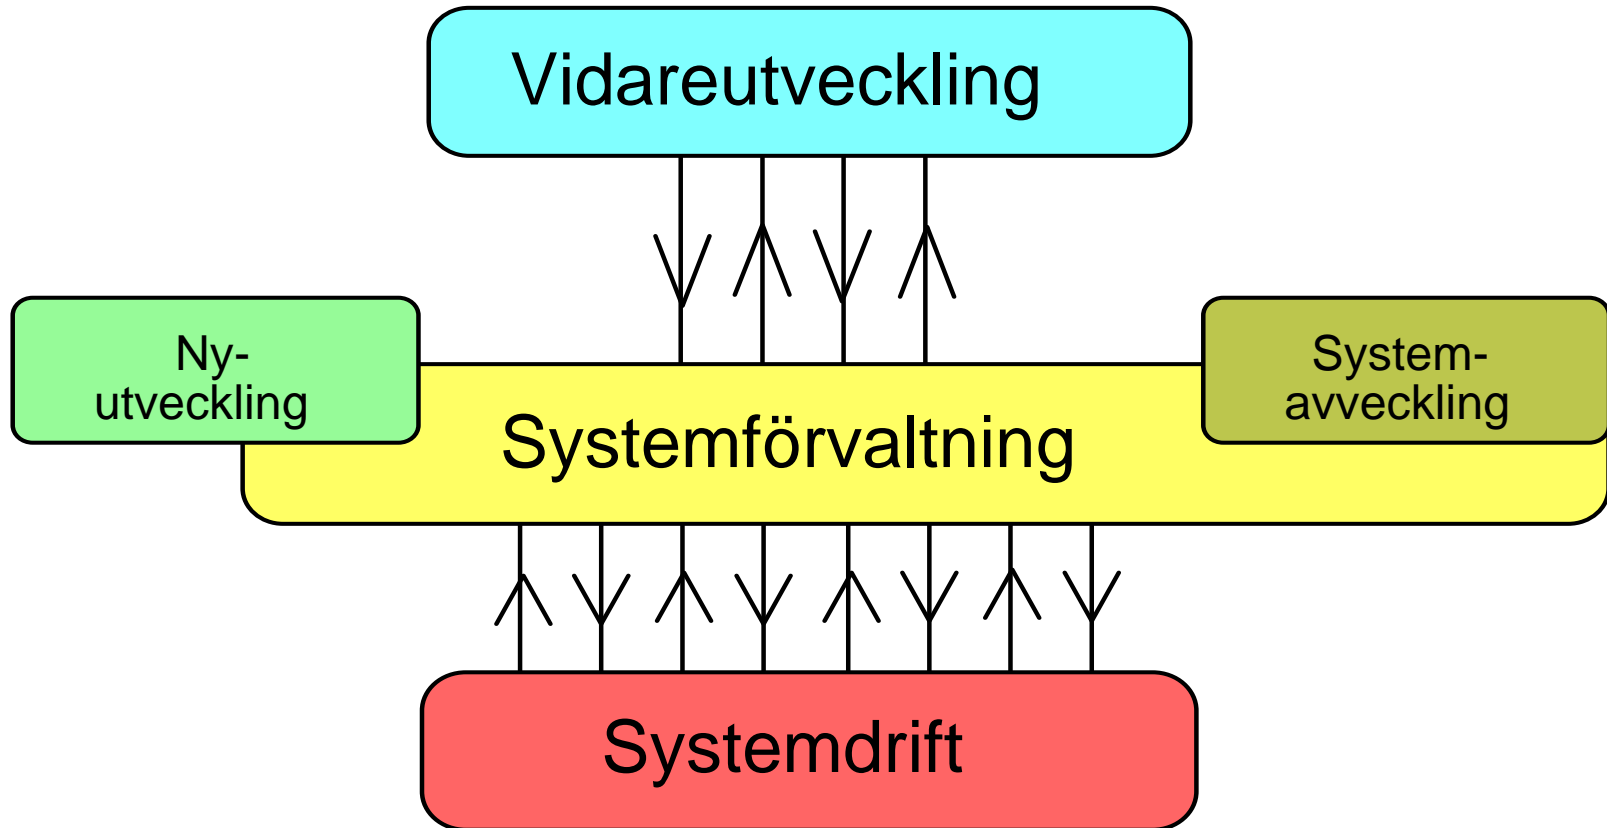 Vidareutveckling
Ny-
utveckling
System-
avveckling
Systemförvaltning
Systemdrift